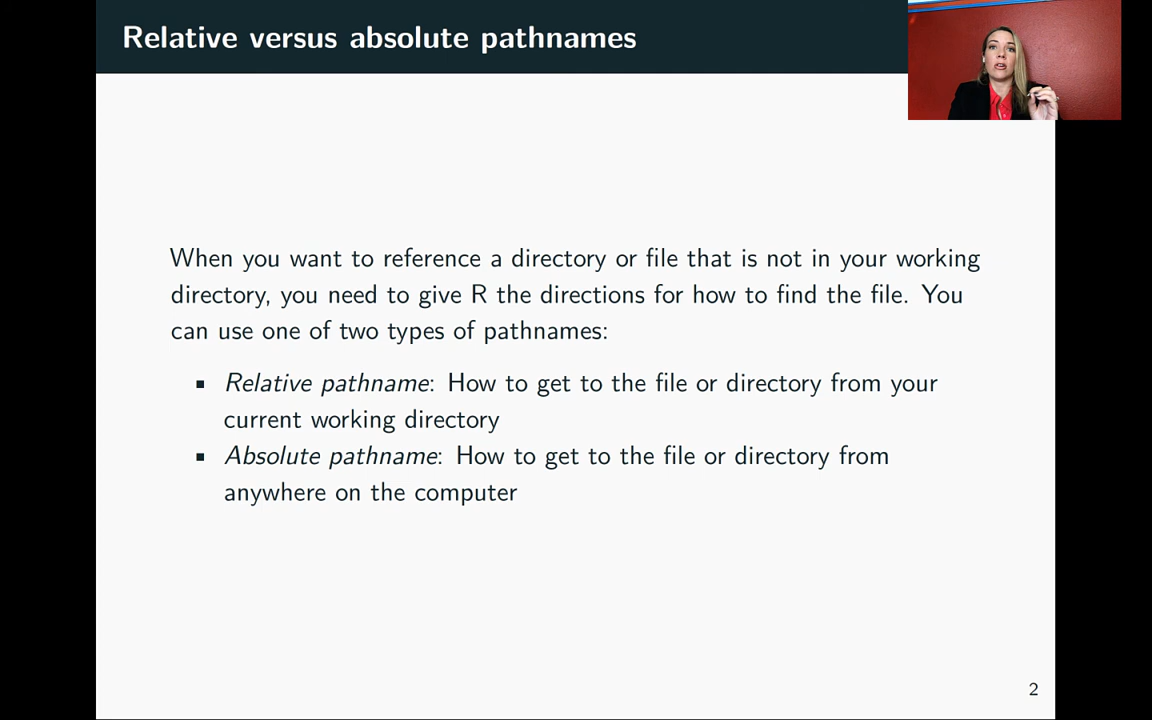 Relative versus absolute pathnames
When you want to reference a directory or file that is not in your working
directory, you need to give R the directions for how to find the file. You
can use one of two types of pathnames:
▪ Relative pathname: How to get to the file or directory from your
current working directory
▪ Absolute pathname: How to get to the file or directory from
anywhere on the computer
2